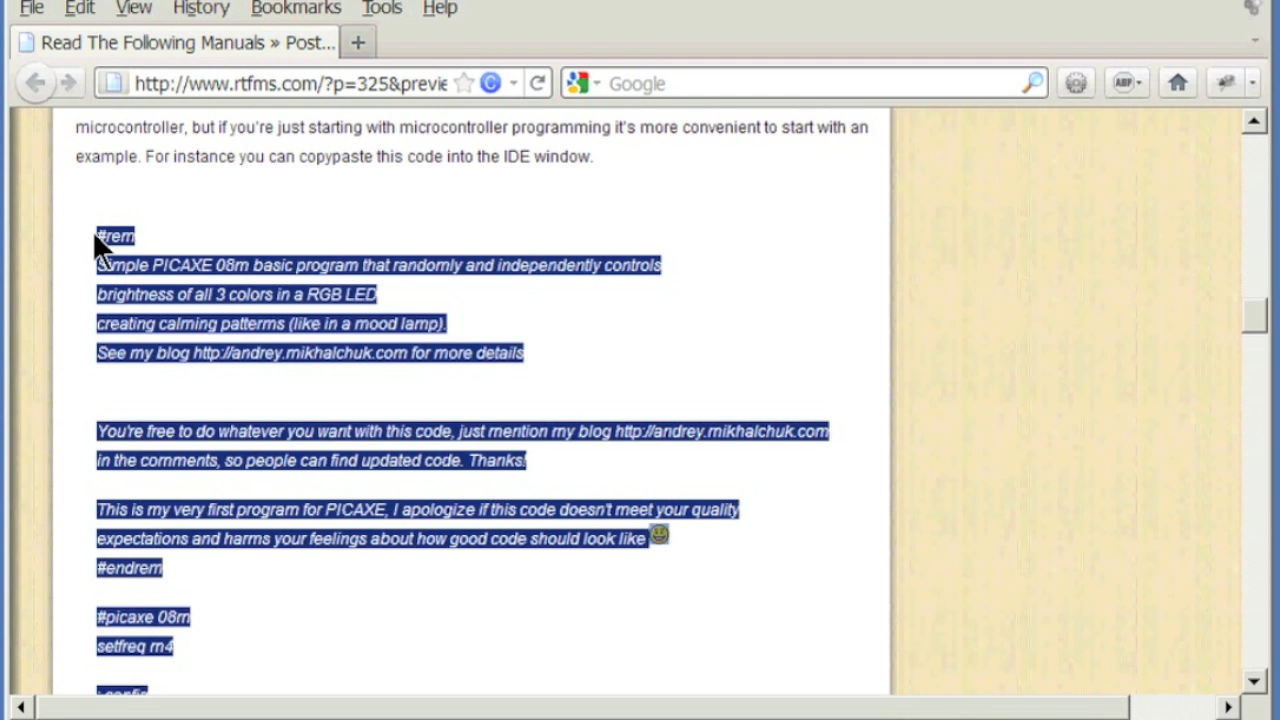 File Edit View History Bookmarks Tools Help
Read The Following Manuals » Post...
http://www.rtfms.com/?p=325&previe
Google
ABP
microcontroller, but if you're just starting with microcontroller programming it's more convenient to start with an
example. For instance you can copypaste this code into the IDE window.
#rem
Simple PICAXE 08m basic program that randomly and independently controls
brightness of all 3 colors in a RGB LED
creating calming patterms (like in a mood lamp).
See my blog http://andrey.mikhalchuk.com for more details
You're free to do whatever you want with this code, just mention my blog http://andrey.mikhalchuk.com
in the comments, so people can find updated code. Thanks!
This is my very first program for PICAXE, I apologize if this code doesn't meet your quality
expectations and harms your feelings about how good code should look like
#endrem
#picaxe 08m
setfreq m4
; config